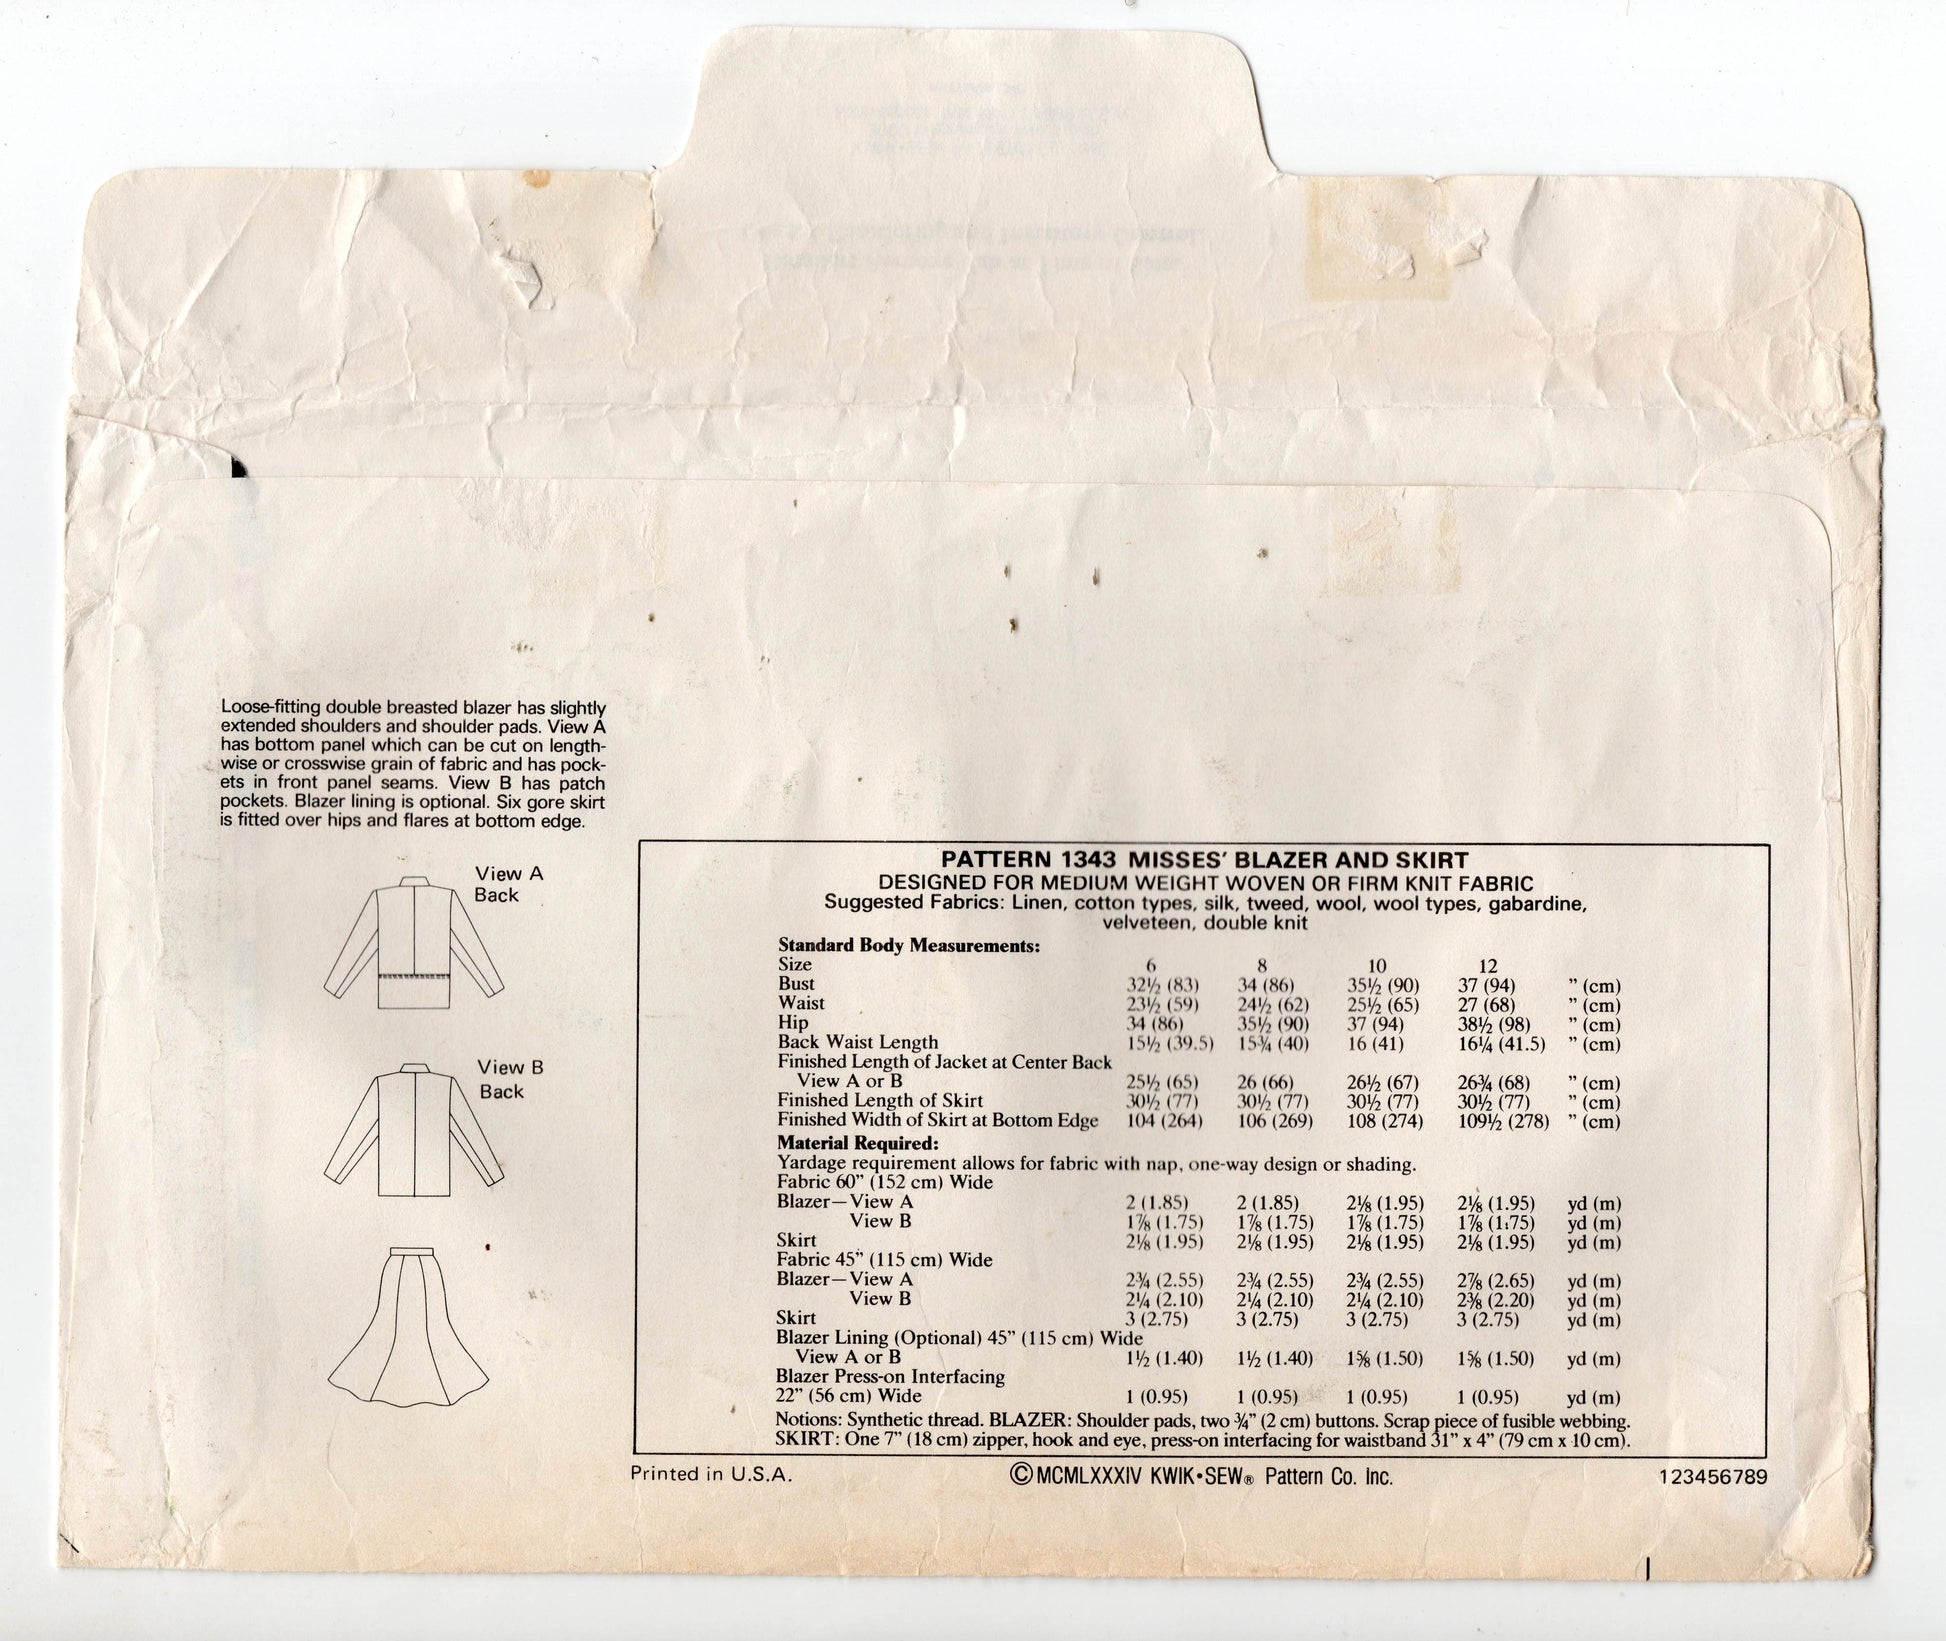 Loose-fitting double breasted blazer has slightly
extended shoulders and shoulder pads. View A
has bottom panel which can be cut on length-
wise or crosswise grain of fabric and has pock-
ets in front panel seams. View B has patch
pockets. Blazer lining is optional. Six gore skirt
is fitted over hips and flares at bottom edge.
View A
Back
View B
Back
PATTERN 1343 MISSES' BLAZER AND SKIRT
DESIGNED FOR MEDIUM WEIGHT WOVEN OR FIRM KNIT FABRIC
Suggested Fabrics: Linen, cotton types, silk, tweed, wool, wool types, gabardine,
velveteen, double knit
Standard Body Measurements:
Size 6 8 10 12
Bust 32½ (83) 34 (86) 35½ (90) 37 (94) " (cm)
Waist 23½ (59) 24½ (62) 25½ (65) 27 (68) " (cm)
Hip 34 (86) 35½ (90) 37 (94) 38½ (98) " (cm)
Back Waist Length 15½ (39.5) 15¾ (40) 16 (41) 16¼ (41.5) " (cm)
Finished Length of Jacket at Center Back
View A or B 25½ (65) 26 (66) 26½ (67) 26¾ (68) " (cm)
Finished Length of Skirt 30½ (77) 30½ (77) 30½ (77) 30½ (77) " (cm)
Finished Width of Skirt at Bottom Edge 104 (264) 106 (269) 108 (274) 109½ (278) " (cm)
Material Required:
Yardage requirement allows for fabric with nap, one-way design or shading.
Fabric 60" (152 cm) Wide
Blazer—View A 2 (1.85) 2 (1.85) 2⅛ (1.95) 2⅛ (1.95) yd (m)
View B 1⅞ (1.75) 1⅞ (1.75) 1⅞ (1.75) 1⅞ (1.75) yd (m)
Skirt 2⅛ (1.95) 2⅛ (1.95) 2⅛ (1.95) 2⅛ (1.95) yd (m)
Fabric 45" (115 cm) Wide
Blazer—View A 2¾ (2.55) 2¾ (2.55) 2¾ (2.55) 2⅞ (2.65) yd (m)
View B 2¼ (2.10) 2¼ (2.10) 2¼ (2.10) 2⅜ (2.20) yd (m)
Skirt 3 (2.75) 3 (2.75) 3 (2.75) 3 (2.75) yd (m)
Blazer Lining (Optional) 45" (115 cm) Wide
View A or B 1½ (1.40) 1½ (1.40) 1⅝ (1.50) 1⅝ (1.50) yd (m)
Blazer Press-on Interfacing
22" (56 cm) Wide 1 (0.95) 1 (0.95) 1 (0.95) 1 (0.95) yd (m)
Notions: Synthetic thread. BLAZER: Shoulder pads, two ¾" (2 cm) buttons. Scrap piece of fusible webbing.
SKIRT: One 7" (18 cm) zipper, hook and eye, press-on interfacing for waistband 31" x 4" (79 cm x 10 cm).
Printed in U.S.A. ©MCMLXXXIV KWIK•SEW® Pattern Co. Inc. 123456789